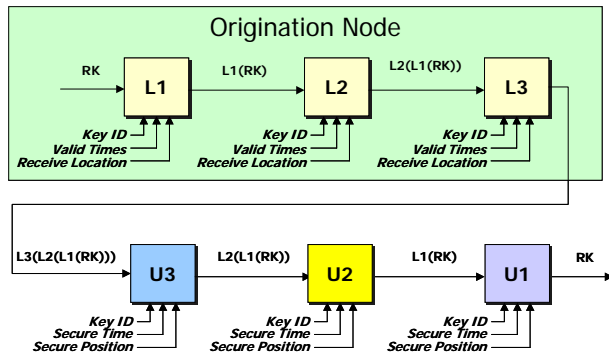 Origination Node
RK
L1(RK)
L2(L1(RK))
L1
L2
L3
Key ID
Valid Times
Receive Location
Key ID
Valid Times
Receive Location
Key ID
Valid Times
Receive Location
L3(L2(L1(RK)))
L2(L1(RK))
L1(RK)
RK
U3
U2
U1
Key ID
Secure Time
Secure Position
Key ID
Secure Time
Secure Position
Key ID
Secure Time
Secure Position